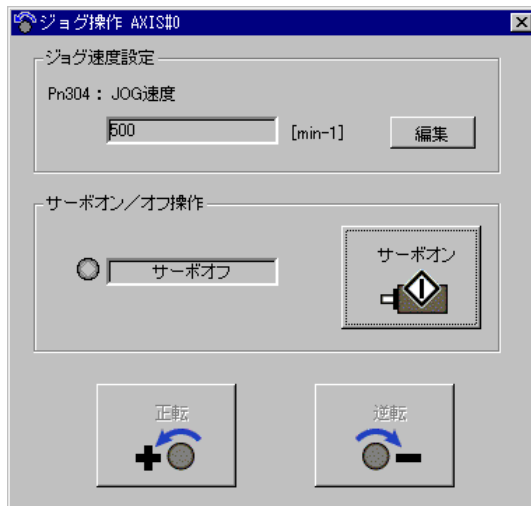 ジョグ操作 AXIS#0
ジョグ速度設定
Pn304 : JOG速度
500 [min-1] 編集
サーボオン／オフ操作
サーボオフ
サーボオン
正転
逆転